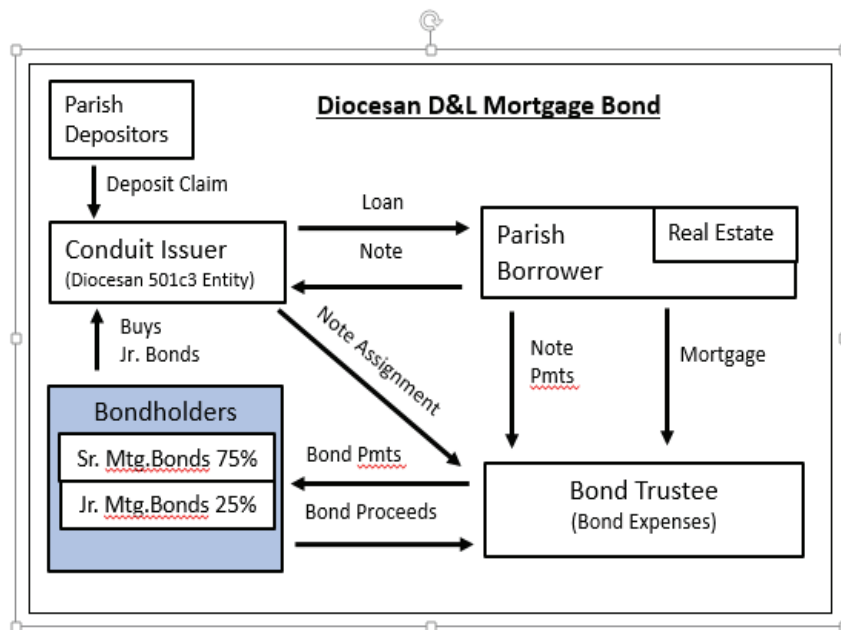 Diocesan D&L Mortgage Bond
Parish
Depositors
Deposit Claim
Conduit Issuer
(Diocesan 501c3 Entity)
Loan
Note
Parish
Borrower
Real Estate
Buys
Jr. Bonds
Note Assignment
Note
Pmts
Mortgage
Bondholders
Sr. Mtg.Bonds 75%
Jr. Mtg.Bonds 25%
Bond Pmts
Bond Proceeds
Bond Trustee
(Bond Expenses)